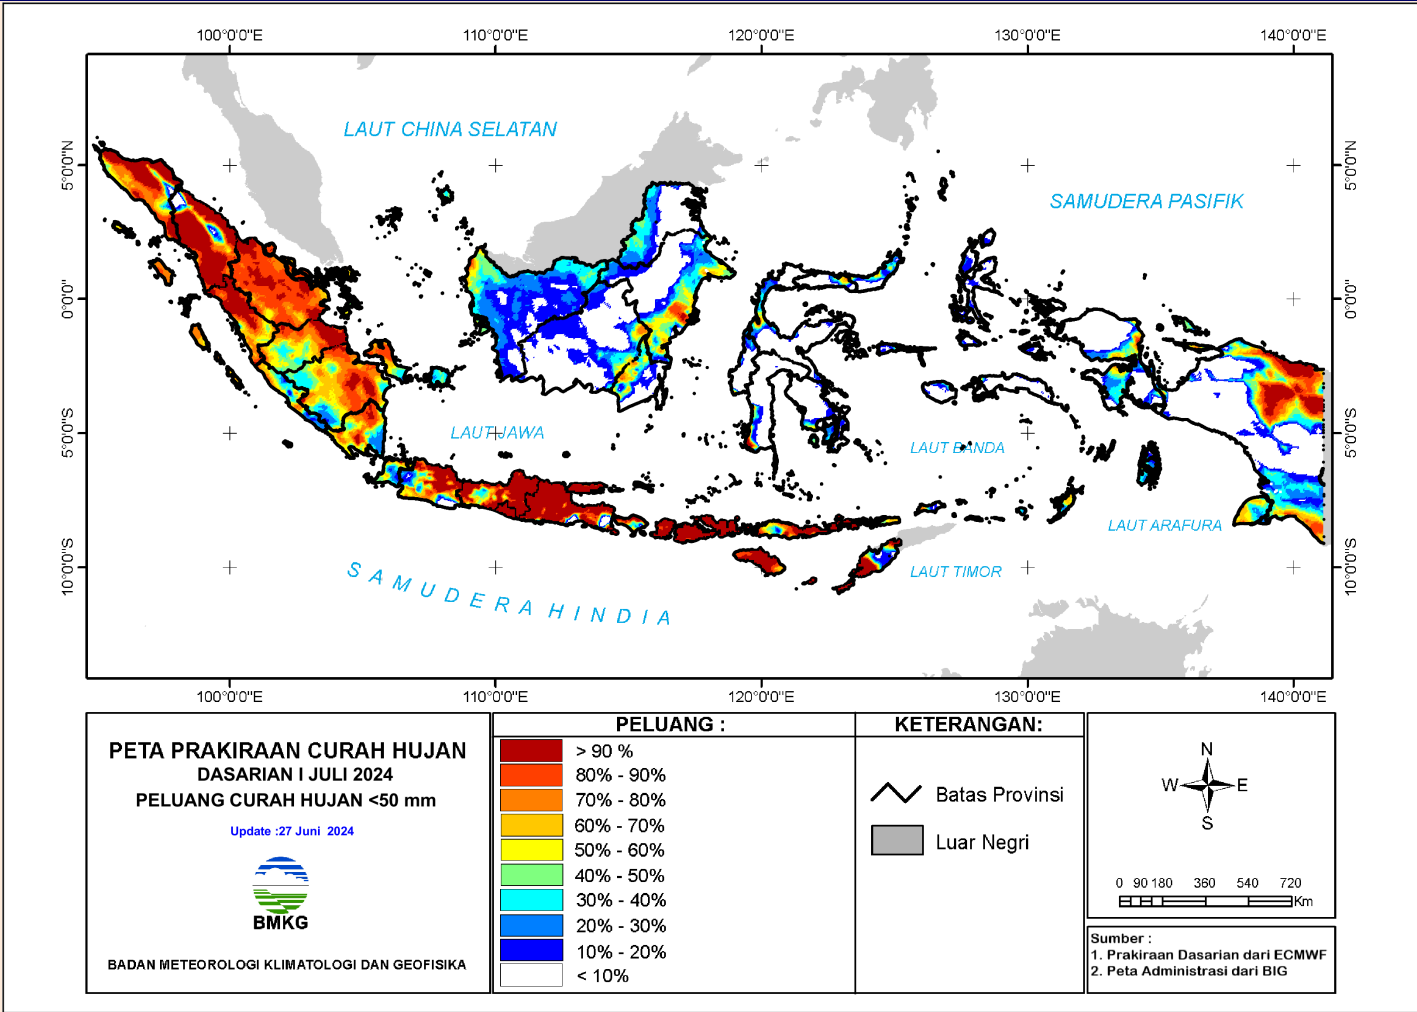 100°0'0"E 110°0'0"E 120°0'0"E 130°0'0"E 140°0'0"E
LAUT CHINA SELATAN
5°0'0"N 5°0'0"N
SAMUDERA PASIFIK
0°0'0" 0°0'0"
LAUT JAWA
5°0'0"S 5°0'0"S
LAUT BANDA
LAUT ARAFURA
10°0'0"S 10°0'0"S
LAUT TIMOR
SAMUDERA HINDIA
100°0'0"E 110°0'0"E 120°0'0"E 130°0'0"E 140°0'0"E
PETA PRAKIRAAN CURAH HUJAN
DASARIAN I JULI 2024
PELUANG CURAH HUJAN <50 mm
Update :27 Juni 2024
BMKG
BADAN METEOROLOGI KLIMATOLOGI DAN GEOFISIKA
PELUANG :
> 90 %
80% - 90%
70% - 80%
60% - 70%
50% - 60%
40% - 50%
30% - 40%
20% - 30%
10% - 20%
< 10%
KETERANGAN:
Batas Provinsi
Luar Negri
N
W E
S
0 90 180 360 540 720
Km
Sumber :
1. Prakiraan Dasarian dari ECMWF
2. Peta Administrasi dari BIG